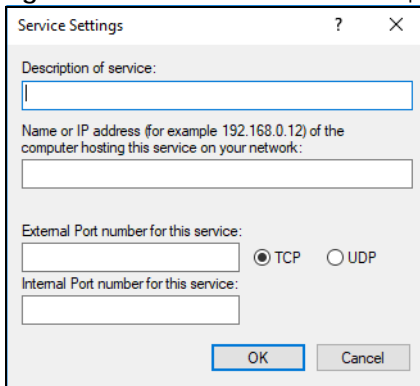 Service Settings ?
Description of service:
Name or IP address (for example 192.168.0.12) of the
computer hosting this service on your network:
External Port number for this service:
TCP UDP
Internal Port number for this service:
OK Cancel